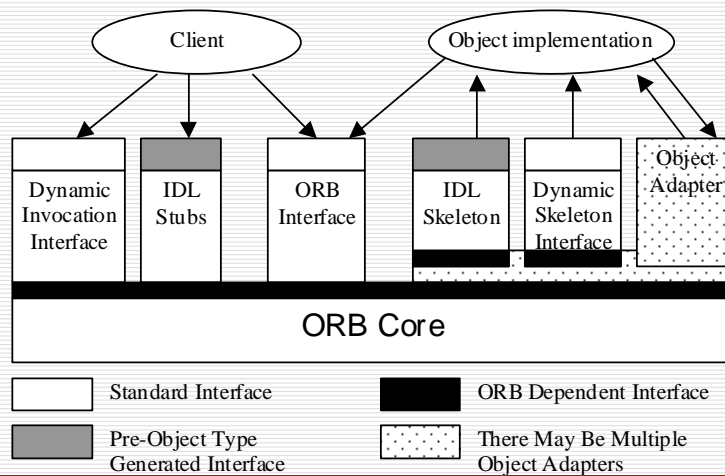 Client
Object implementation
Dynamic
Invocation
Interface
IDL
Stubs
ORB
Interface
IDL
Skeleton
Dynamic
Skeleton
Interface
Object
Adapter
ORB Core
Standard Interface
ORB Dependent Interface
Pre-Object Type
Generated Interface
There May Be Multiple
Object Adapters